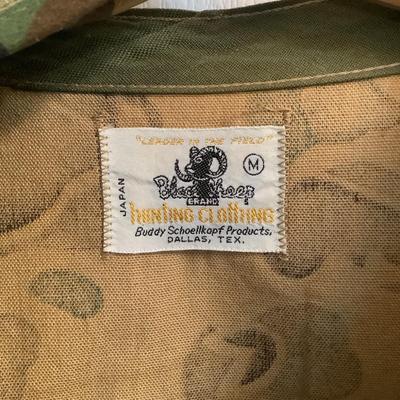 "LEADER IN THE FIELD"
M
Black Sheep
BRAND
hunting clothing
Buddy Schoellkopf Products,
DALLAS, TEX.
JAPAN